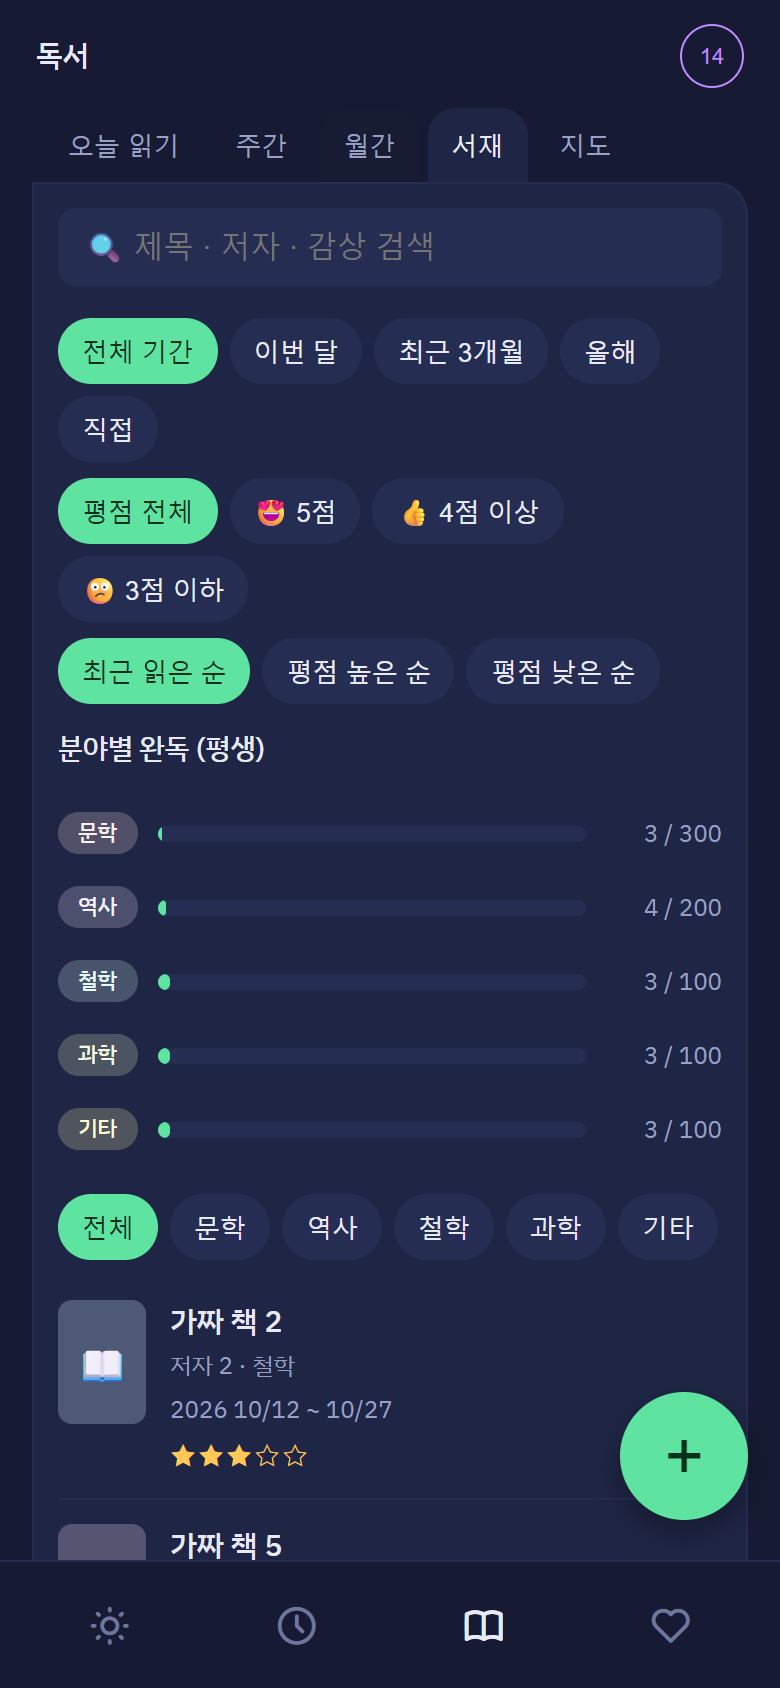 독서
14
오늘 읽기 주간 월간 서재 지도
🔍 제목 · 저자 · 감상 검색
전체 기간 이번 달 최근 3개월 올해
직접
평점 전체 😍 5점 👍 4점 이상
😕 3점 이하
최근 읽은 순 평점 높은 순 평점 낮은 순
분야별 완독 (평생)
문학 3 / 300
역사 4 / 200
철학 3 / 100
과학 3 / 100
기타 3 / 100
전체 문학 역사 철학 과학 기타
가짜 책 2
저자 2 · 철학
2026 10/12 ~ 10/27
★★★☆☆
+
가짜 책 5